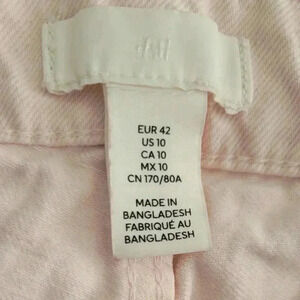 H&M
EUR 42
US 10
CA 10
MX 10
CN 170/80A
MADE IN
BANGLADESH
FABRIQUÉ AU
BANGLADESH